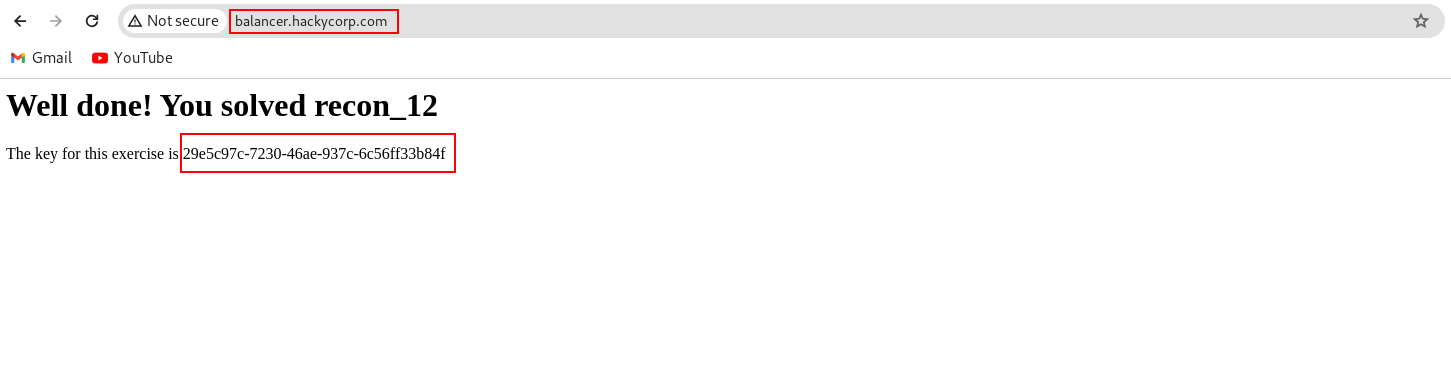 Not secure balancer.hackycorp.com
Gmail YouTube
Well done! You solved recon_12
The key for this exercise is 29e5c97c-7230-46ae-937c-6c56ff33b84f